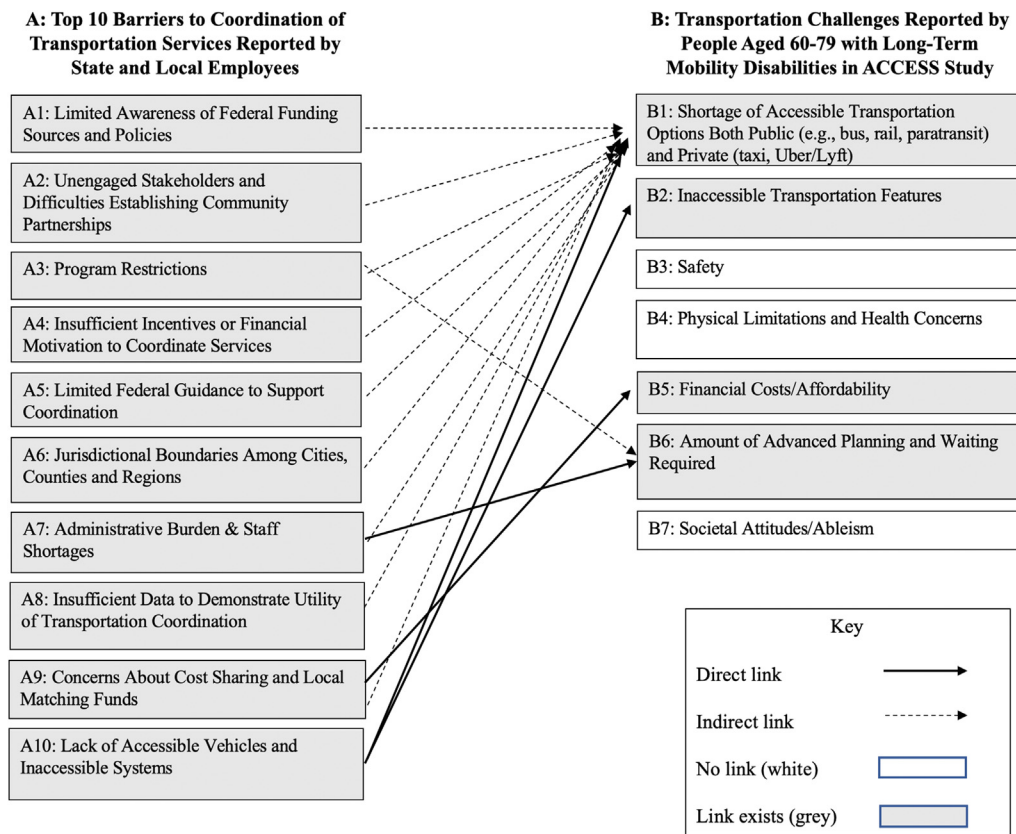 A: Top 10 Barriers to Coordination of
Transportation Services Reported by
State and Local Employees
A1: Limited Awareness of Federal Funding
Sources and Policies
A2: Unengaged Stakeholders and
Difficulties Establishing Community
Partnerships
A3: Program Restrictions
A4: Insufficient Incentives or Financial
Motivation to Coordinate Services
A5: Limited Federal Guidance to Support
Coordination
A6: Jurisdictional Boundaries Among Cities,
Counties and Regions
A7: Administrative Burden & Staff
Shortages
A8: Insufficient Data to Demonstrate Utility
of Transportation Coordination
A9: Concerns About Cost Sharing and Local
Matching Funds
A10: Lack of Accessible Vehicles and
Inaccessible Systems
B: Transportation Challenges Reported by
People Aged 60-79 with Long-Term
Mobility Disabilities in ACCESS Study
B1: Shortage of Accessible Transportation
Options Both Public (e.g., bus, rail, paratransit)
and Private (taxi, Uber/Lyft)
B2: Inaccessible Transportation Features
B3: Safety
B4: Physical Limitations and Health Concerns
B5: Financial Costs/Affordability
B6: Amount of Advanced Planning and Waiting
Required
B7: Societal Attitudes/Ableism
Key
Direct link
Indirect link
No link (white)
Link exists (grey)